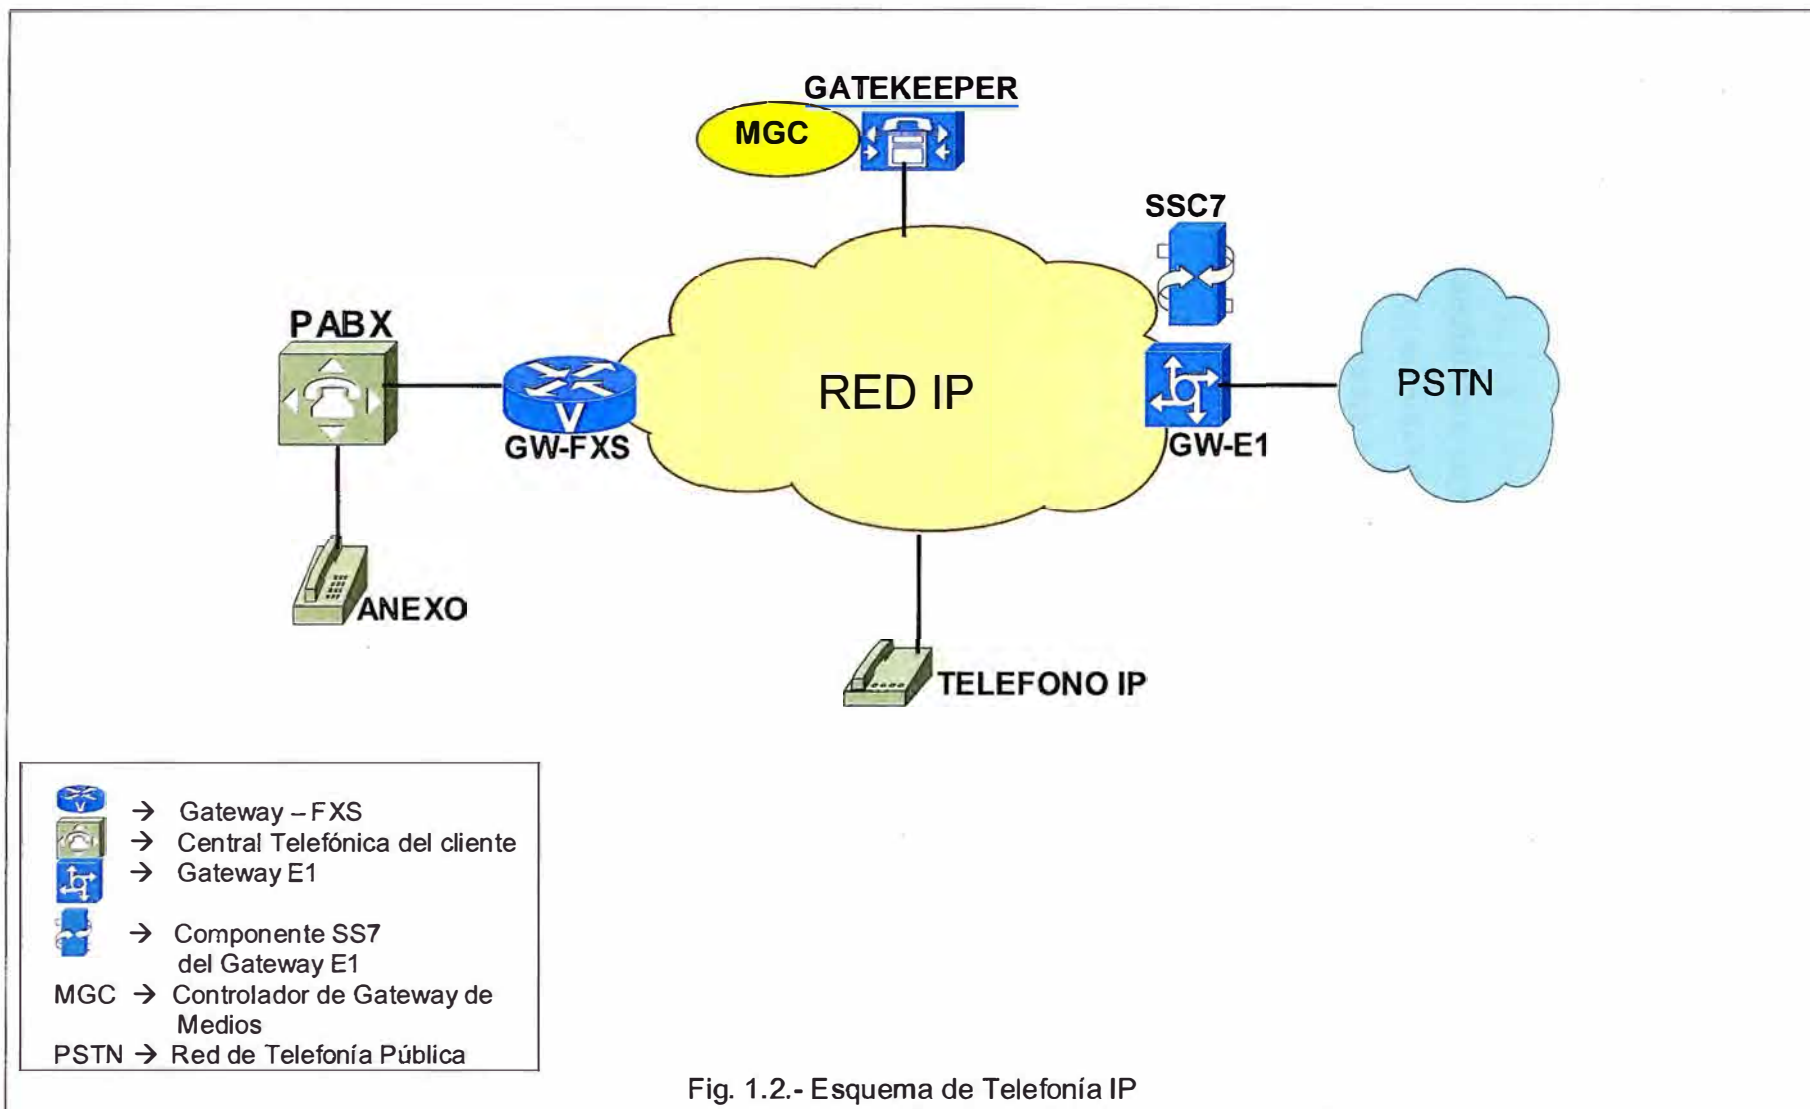 GATEKEEPER
MGC
SSC7
PABX
RED IP
PSTN
V
GW-FXS
GW-E1
ANEXO
TELEFONO IP
V → Gateway – FXS
→ Central Telefónica del cliente
→ Gateway E1
→ Componente SS7
del Gateway E1
MGC → Controlador de Gateway de
Medios
PSTN → Red de Telefonía Pública
Fig. 1.2.- Esquema de Telefonía IP